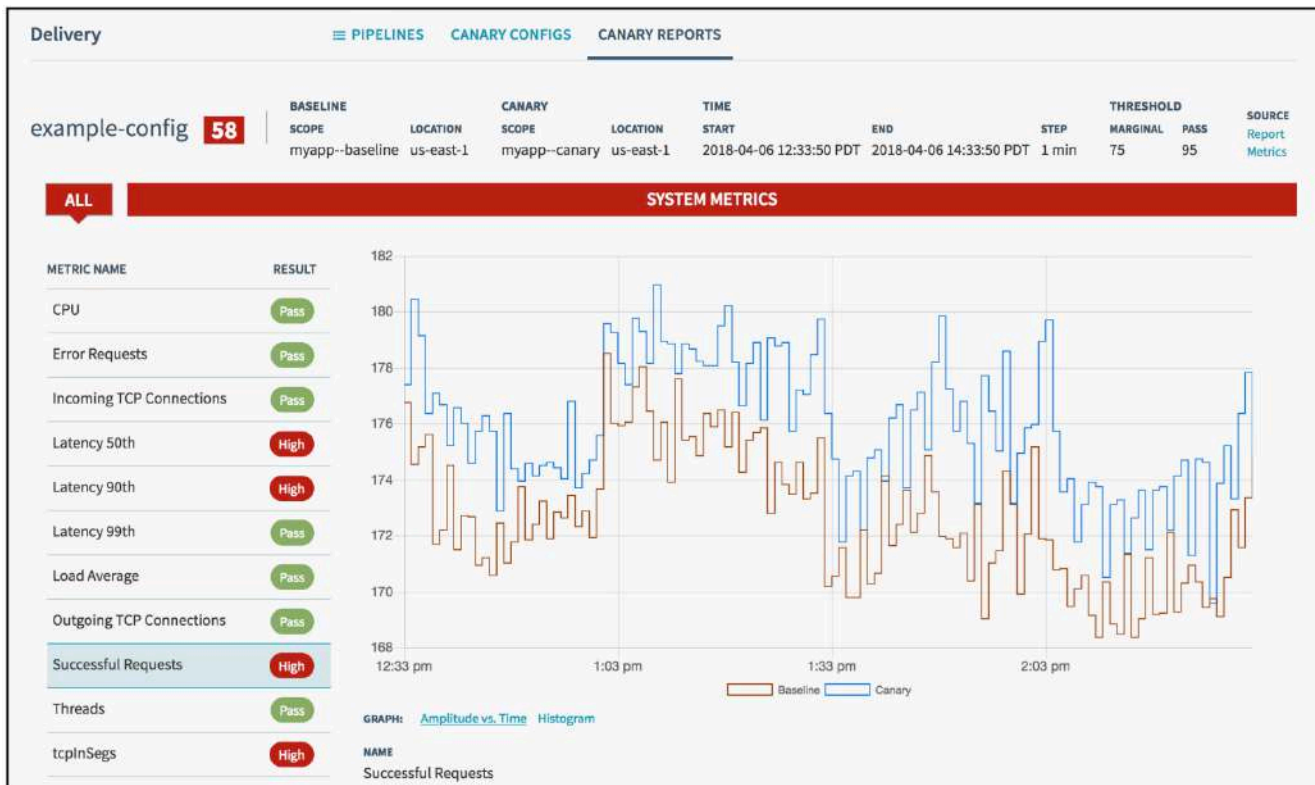 Delivery PIPELINES CANARY CONFIGS CANARY REPORTS
BASELINE CANARY TIME THRESHOLD
SOURCE
example-config 58 SCOPE LOCATION SCOPE LOCATION START END STEP MARGINAL PASS Report
myapp--baseline us-east-1 myapp--canary us-east-1 2018-04-06 12:33:50 PDT 2018-04-06 14:33:50 PDT 1 min 75 95 Metrics
ALL SYSTEM METRICS
METRIC NAME RESULT
CPU Pass
Error Requests Pass
Incoming TCP Connections Pass
Latency 50th High
Latency 90th High
Latency 99th Pass
Load Average Pass
Outgoing TCP Connections Pass
Successful Requests High
Threads Pass
tcpInSegs High
182
180
178
176
174
172
170
168
12:33 pm 1:03 pm 1:33 pm 2:03 pm
Baseline Canary
GRAPH: Amplitude vs. Time Histogram
NAME
Successful Requests